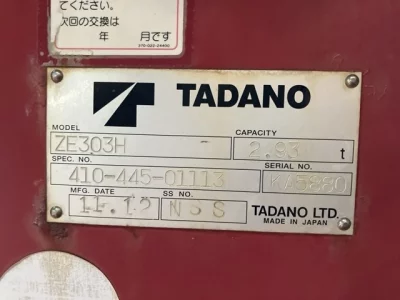 てください。
次回の交換は
年 月です
TADANO
MODEL CAPACITY
ZE303H - 2.93 t
SPEC. NO. SERIAL NO.
410-445-01113 KA5880
MFG. DATE SS NO.
11.12 NSS TADANO LTD.
MADE IN JAPAN